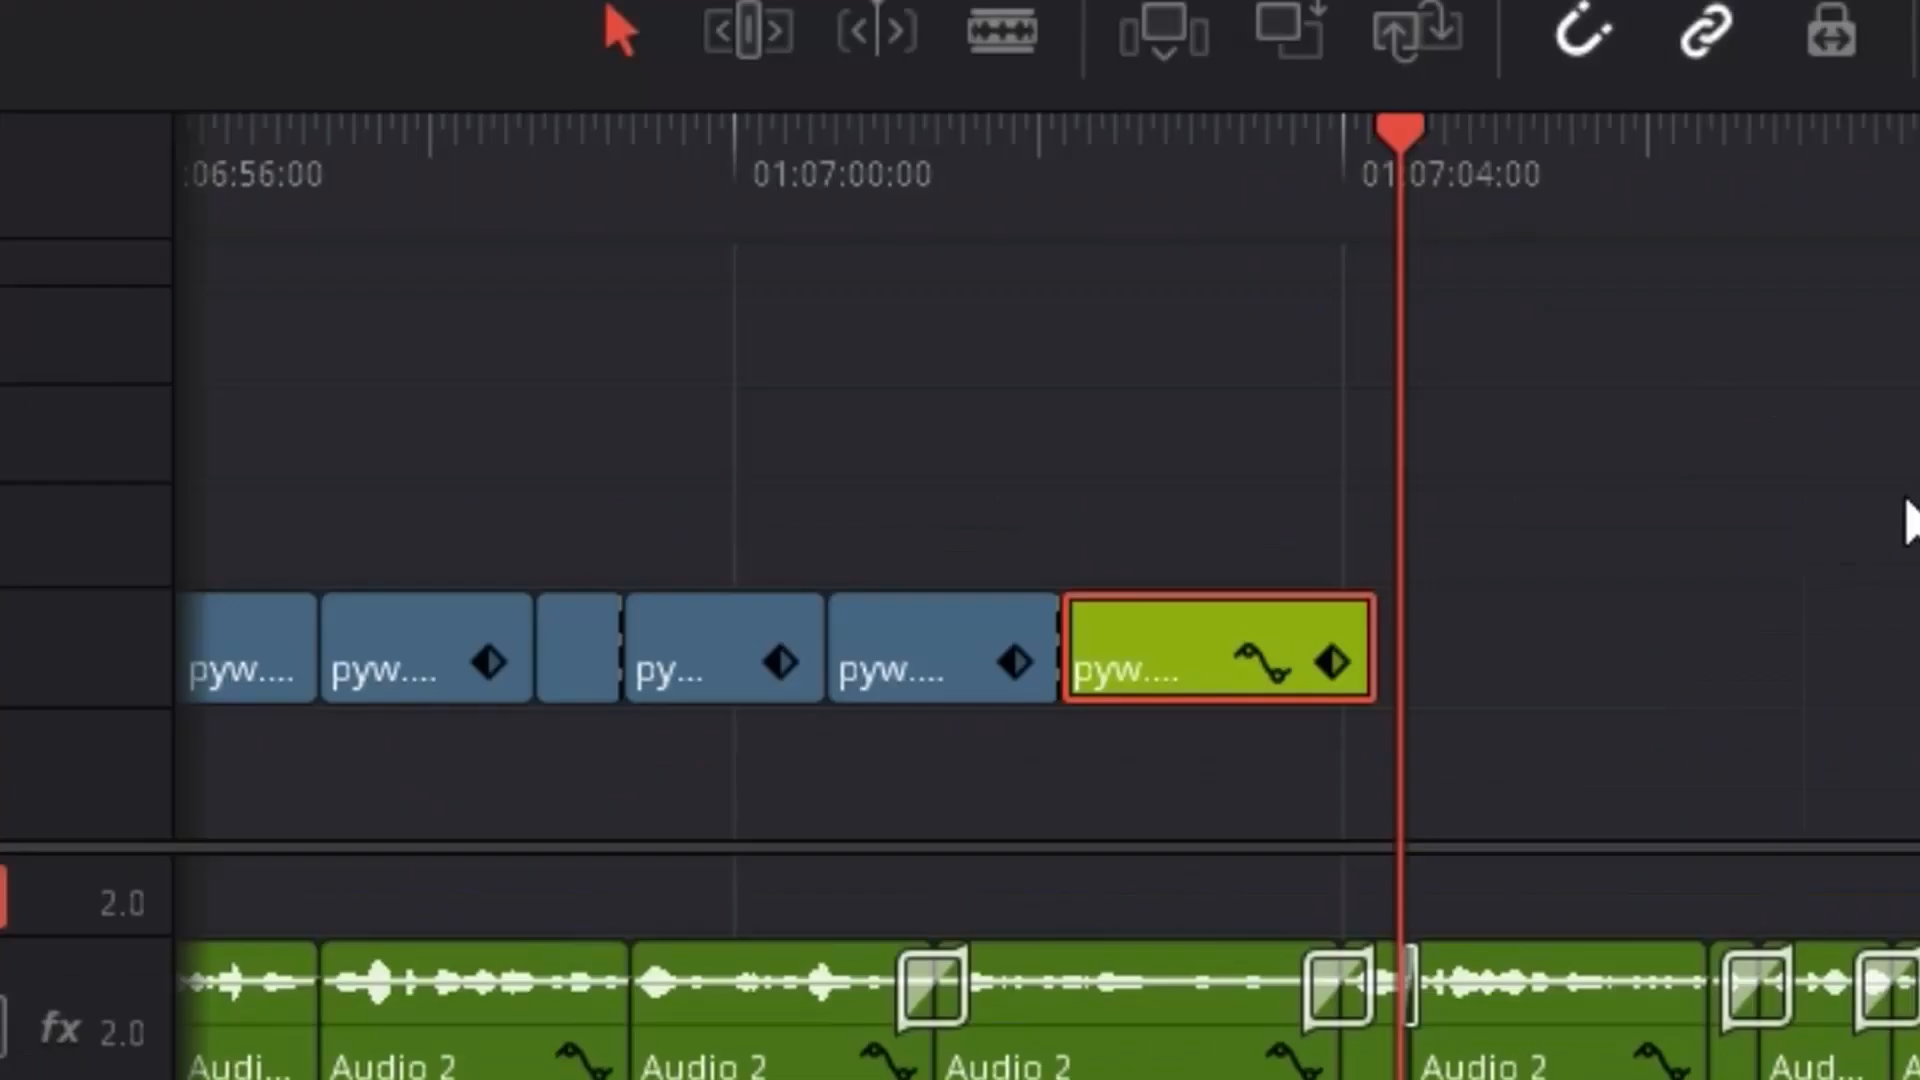 :06:56:00 01:07:00:00 01:07:04:00
pyw.... pyw.... py... pyw.... pyw....
2.0
fx 2.0
Audi... Audio 2 Audio 2 Audio 2 Audio 2 Aud... A